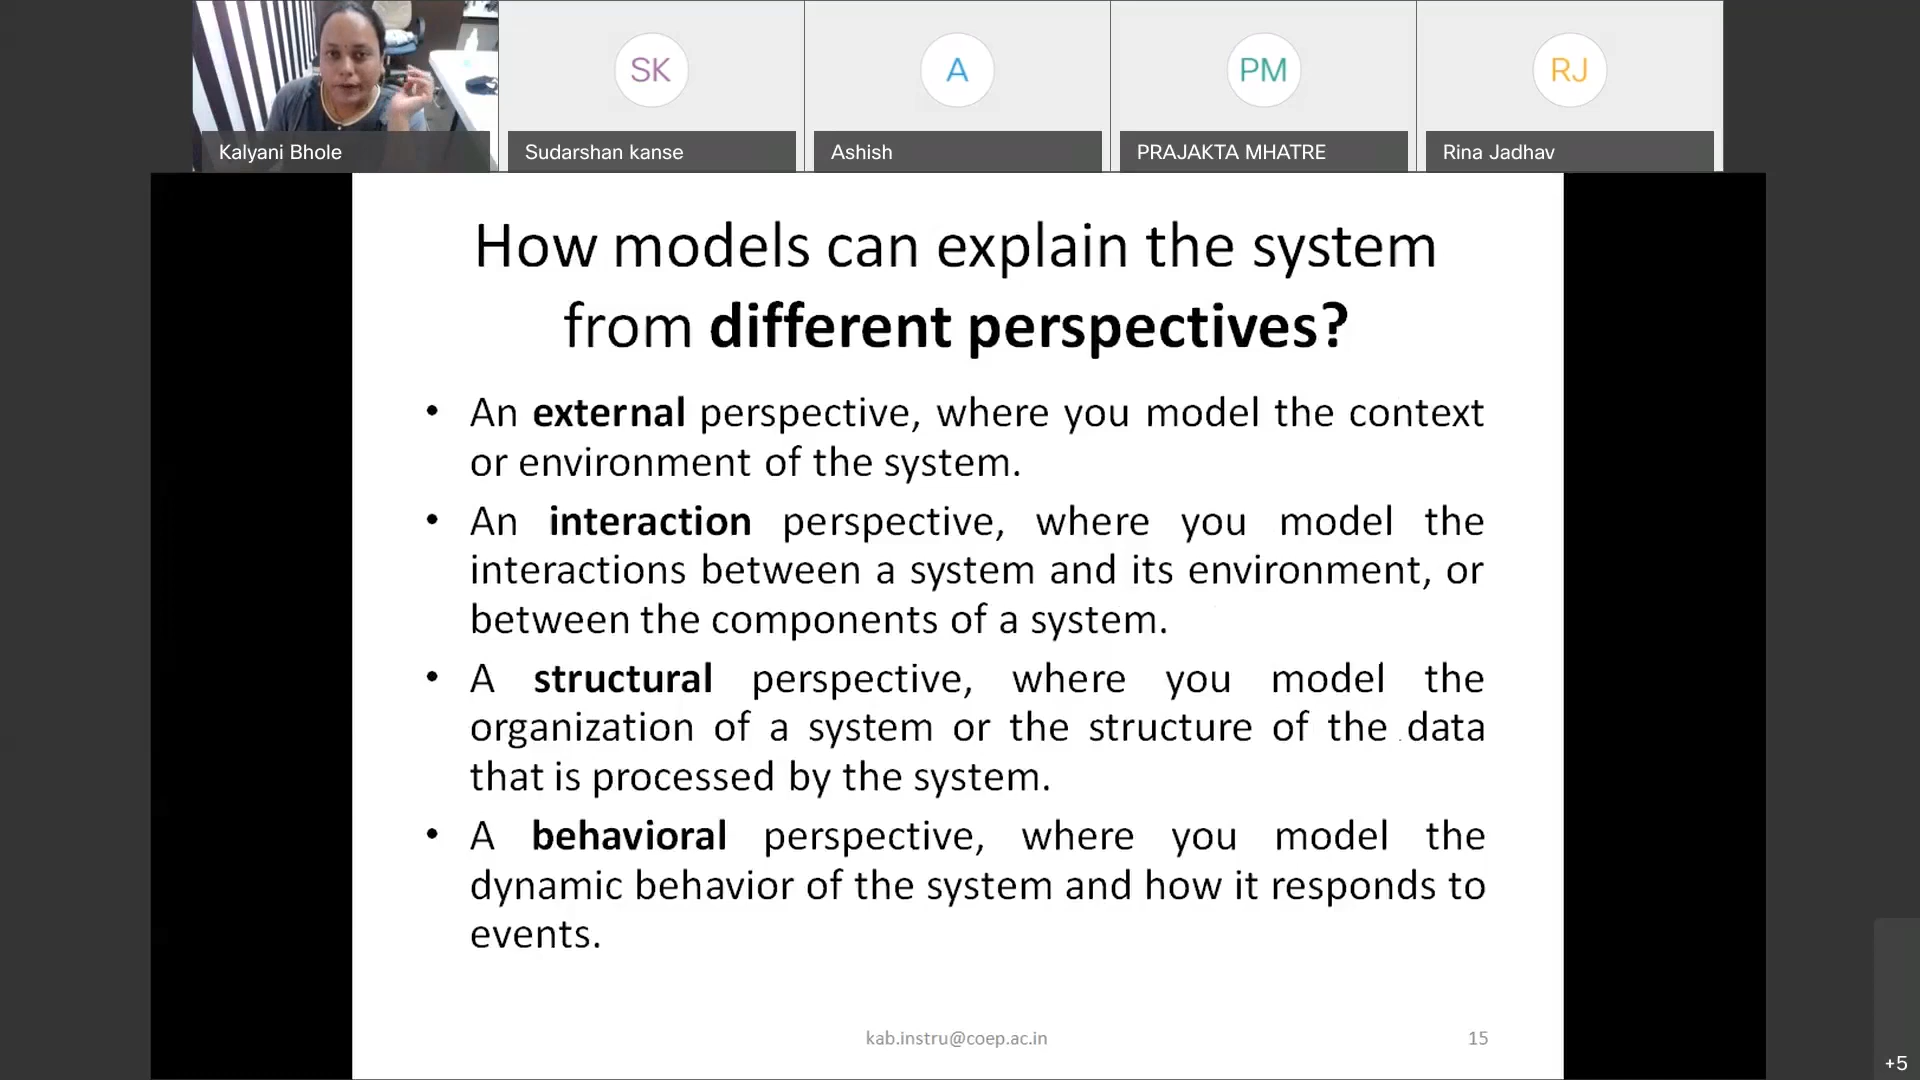 SK
A
PM
RJ
Kalyani Bhole
Sudarshan kanse
Ashish
PRAJAKTA MHATRE
Rina Jadhav
How models can explain the system
from different perspectives?
• An external perspective, where you model the context
or environment of the system.
• An interaction perspective, where you model the
interactions between a system and its environment, or
between the components of a system.
• A structural perspective, where you model the
organization of a system or the structure of the data
that is processed by the system.
• A behavioral perspective, where you model the
dynamic behavior of the system and how it responds to
events.
kab.instru@coep.ac.in
15
+5